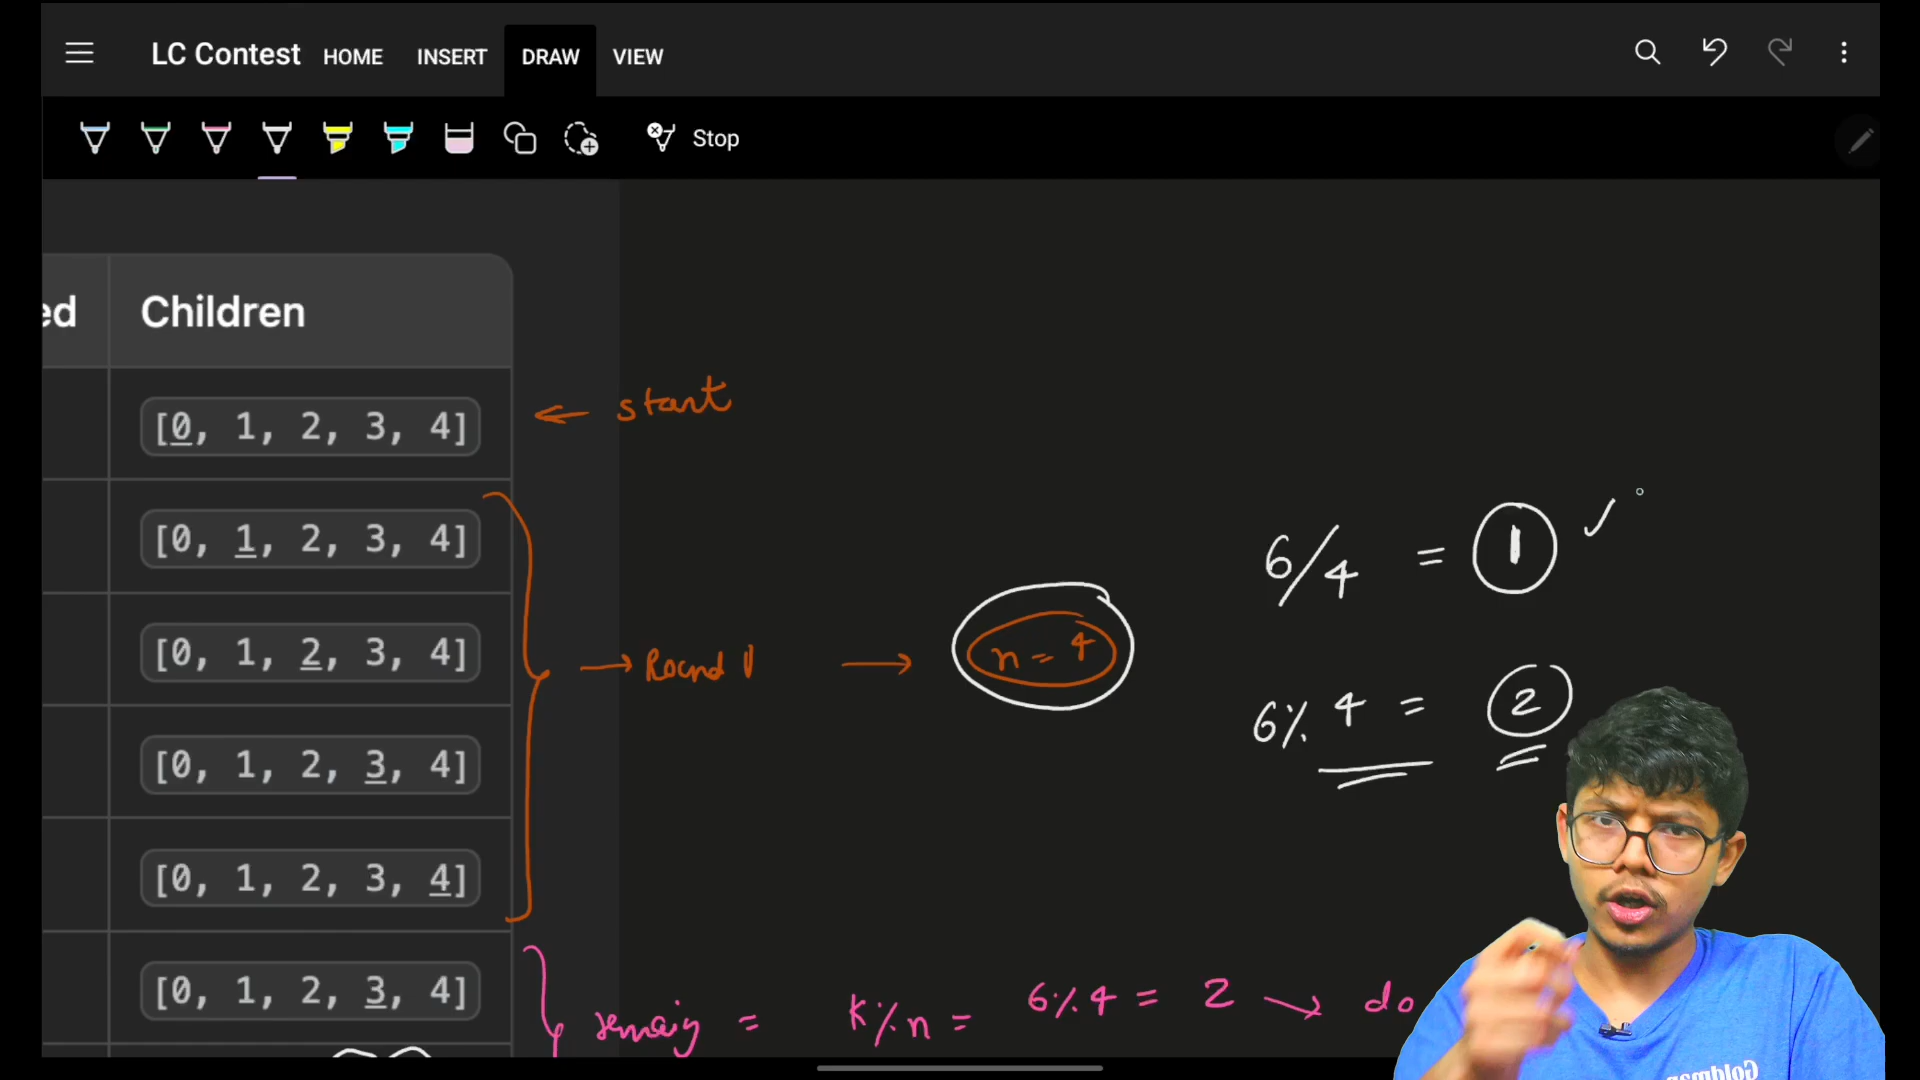 LC Contest HOME INSERT DRAW VIEW
Stop
ed Children
[0, 1, 2, 3, 4] ← start
[0, 1, 2, 3, 4]
6/4 = 1 ✓
[0, 1, 2, 3, 4] → Round 1 → n = 4
6% 4 = 2
[0, 1, 2, 3, 4]
[0, 1, 2, 3, 4]
[0, 1, 2, 3, 4]
= k%n = 6%4 = 2 → do
Goldman